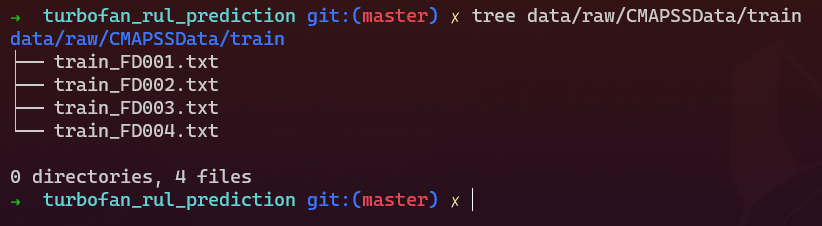 → turbofan_rul_prediction git:(master) ✗ tree data/raw/CMAPSSData/train
data/raw/CMAPSSData/train
├── train_FD001.txt
├── train_FD002.txt
├── train_FD003.txt
└── train_FD004.txt
0 directories, 4 files
→ turbofan_rul_prediction git:(master) ✗